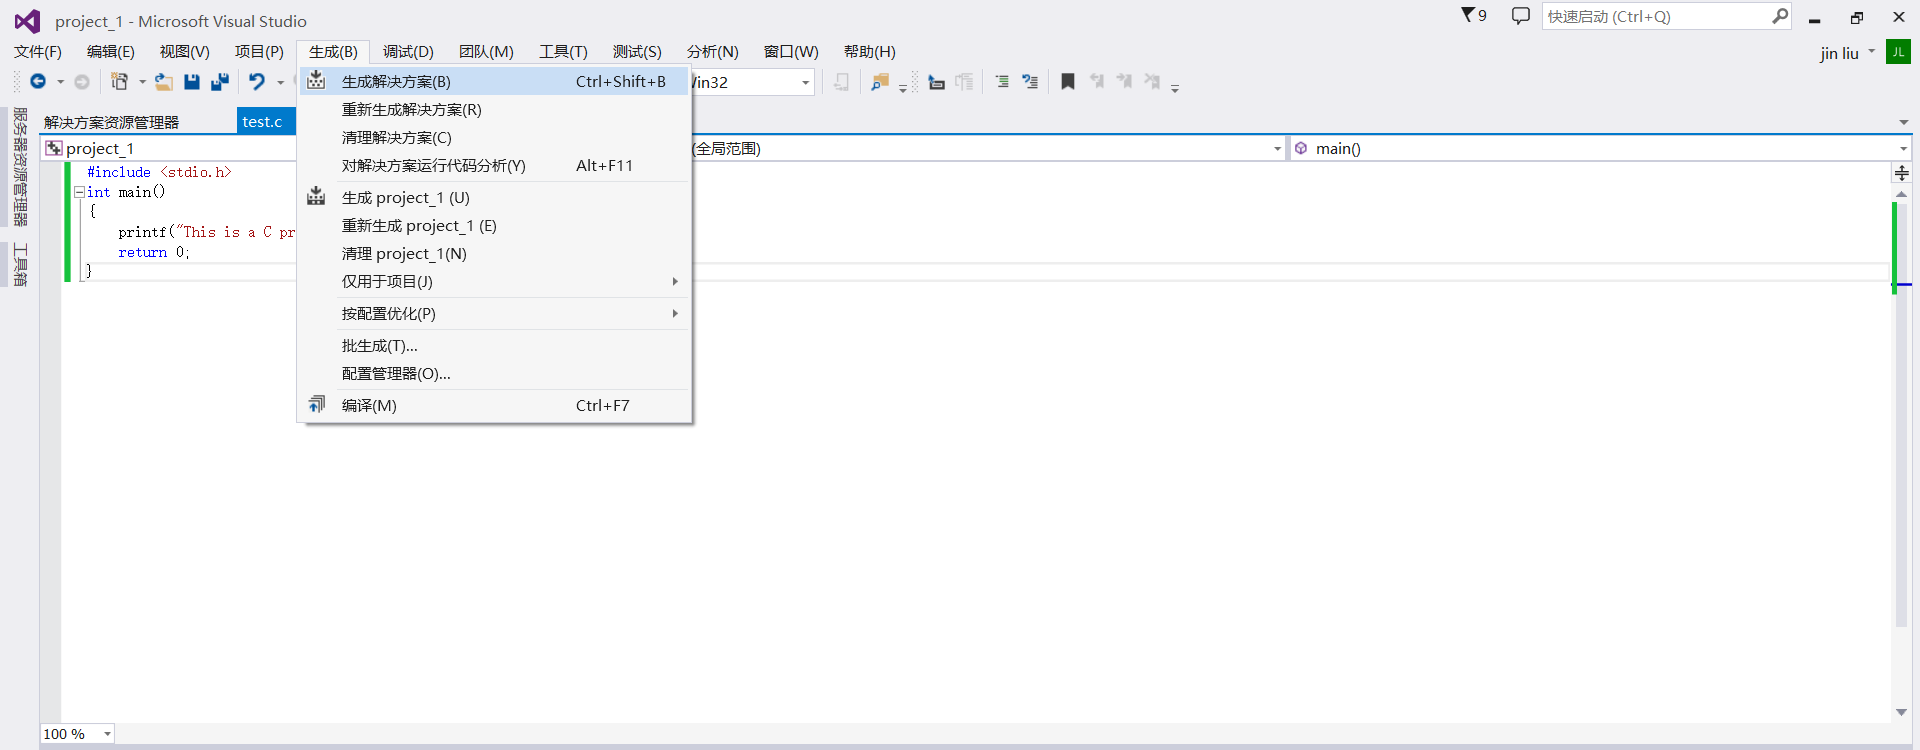 project_1 - Microsoft Visual Studio
9
快速启动 (Ctrl+Q)
文件(F) 编辑(E) 视图(V) 项目(P) 生成(B) 调试(D) 团队(M) 工具(T) 测试(S) 分析(N) 窗口(W) 帮助(H)
jin liu
JL
Win32
服务器资源管理器
工具箱
解决方案资源管理器
test.c
project_1
(全局范围)
main()
#include <stdio.h>
int main()
{
printf("This is a C pr
return 0;
}
生成解决方案(B) Ctrl+Shift+B
重新生成解决方案(R)
清理解决方案(C)
对解决方案运行代码分析(Y) Alt+F11
生成 project_1 (U)
重新生成 project_1 (E)
清理 project_1(N)
仅用于项目(J)
按配置优化(P)
批生成(T)...
配置管理器(O)...
编译(M) Ctrl+F7
100 %